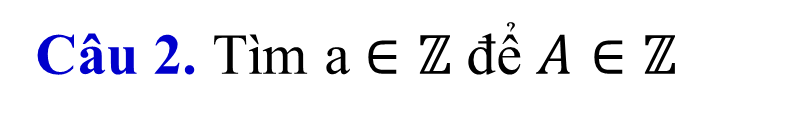 Câu 2. Tìm a ∈ ℤ để A ∈ ℤ